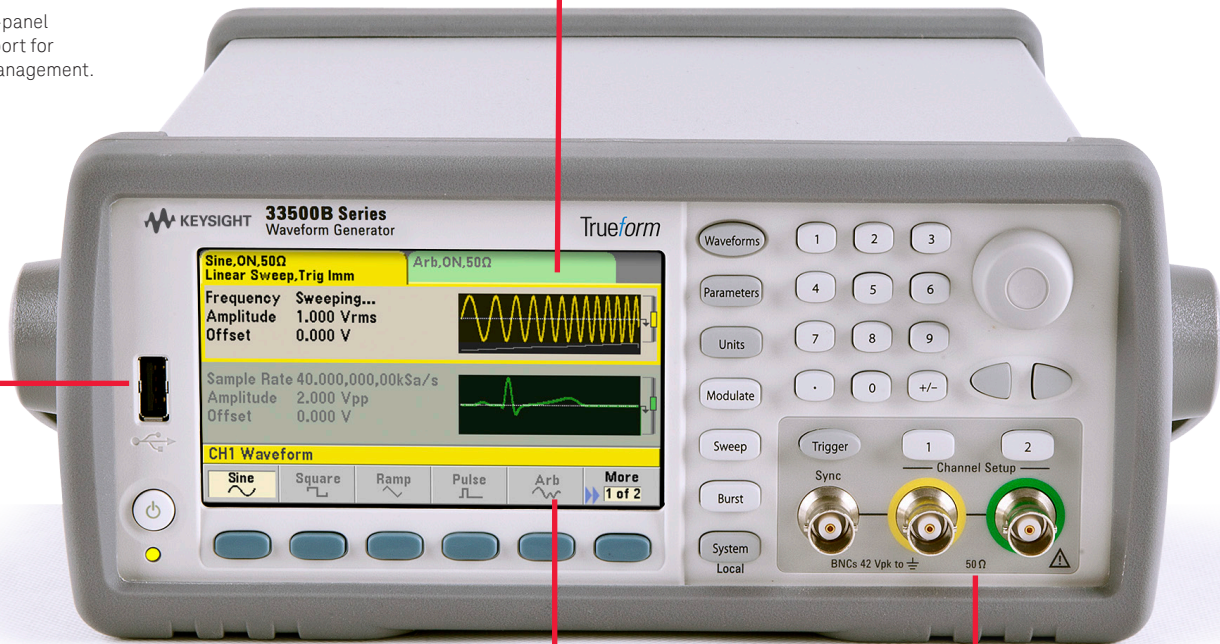 -panel
ort for
anagement.
KEYSIGHT 33500B Series
Waveform Generator
Trueform
Sine,ON,50Ω
Linear Sweep,Trig Imm
Arb,ON,50Ω
Frequency Sweeping...
Amplitude 1.000 Vrms
Offset 0.000 V
Sample Rate 40.000,000,00kSa/s
Amplitude 2.000 Vpp
Offset 0.000 V
CH1 Waveform
Sine
Square
Ramp
Pulse
Arb
More
1 of 2
Waveforms
1
2
3
Parameters
4
5
6
Units
7
8
9
Modulate
.
0
+/−
Sweep
Trigger
1
2
Sync
Channel Setup
Burst
System
Local
BNCs 42 Vpk to
50 Ω